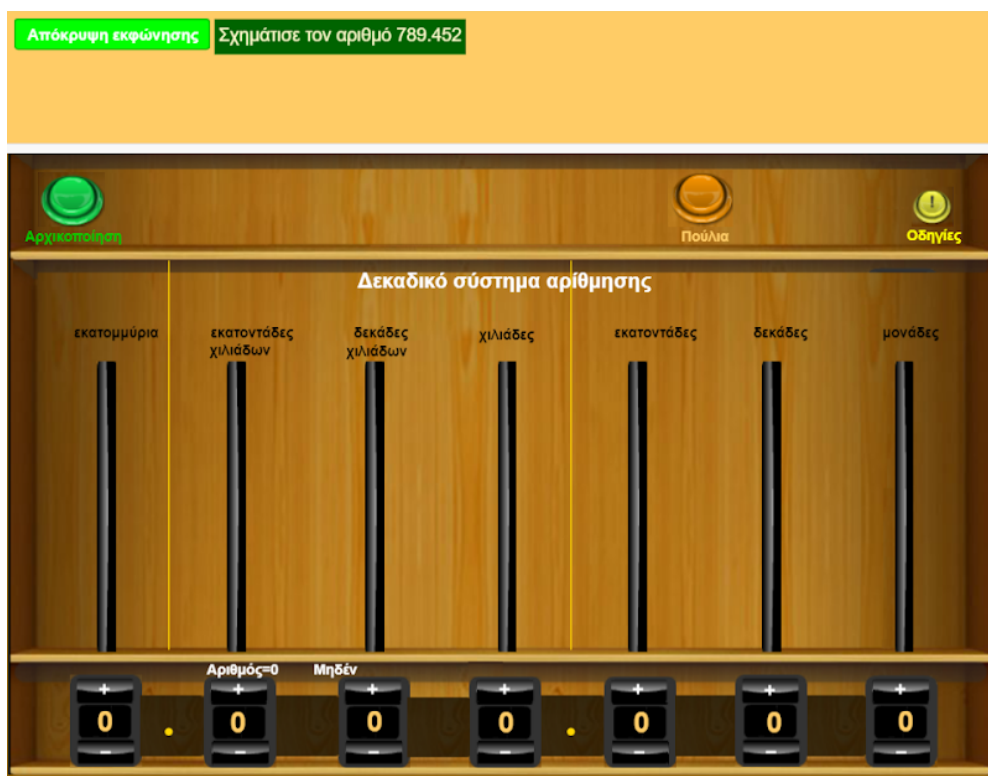 Απόκρυψη εκφώνησης Σχημάτισε τον αριθμό 789.452
Αρχικοποίηση Πούλια ! Οδηγίες
Δεκαδικό σύστημα αρίθμησης
εκατομμύρια εκατοντάδες χιλιάδων δεκάδες χιλιάδων χιλιάδες εκατοντάδες δεκάδες μονάδες
Αριθμός=0 Μηδέν
+ + + + + + +
0 . 0 0 0 . 0 0 0
− − − − − − −